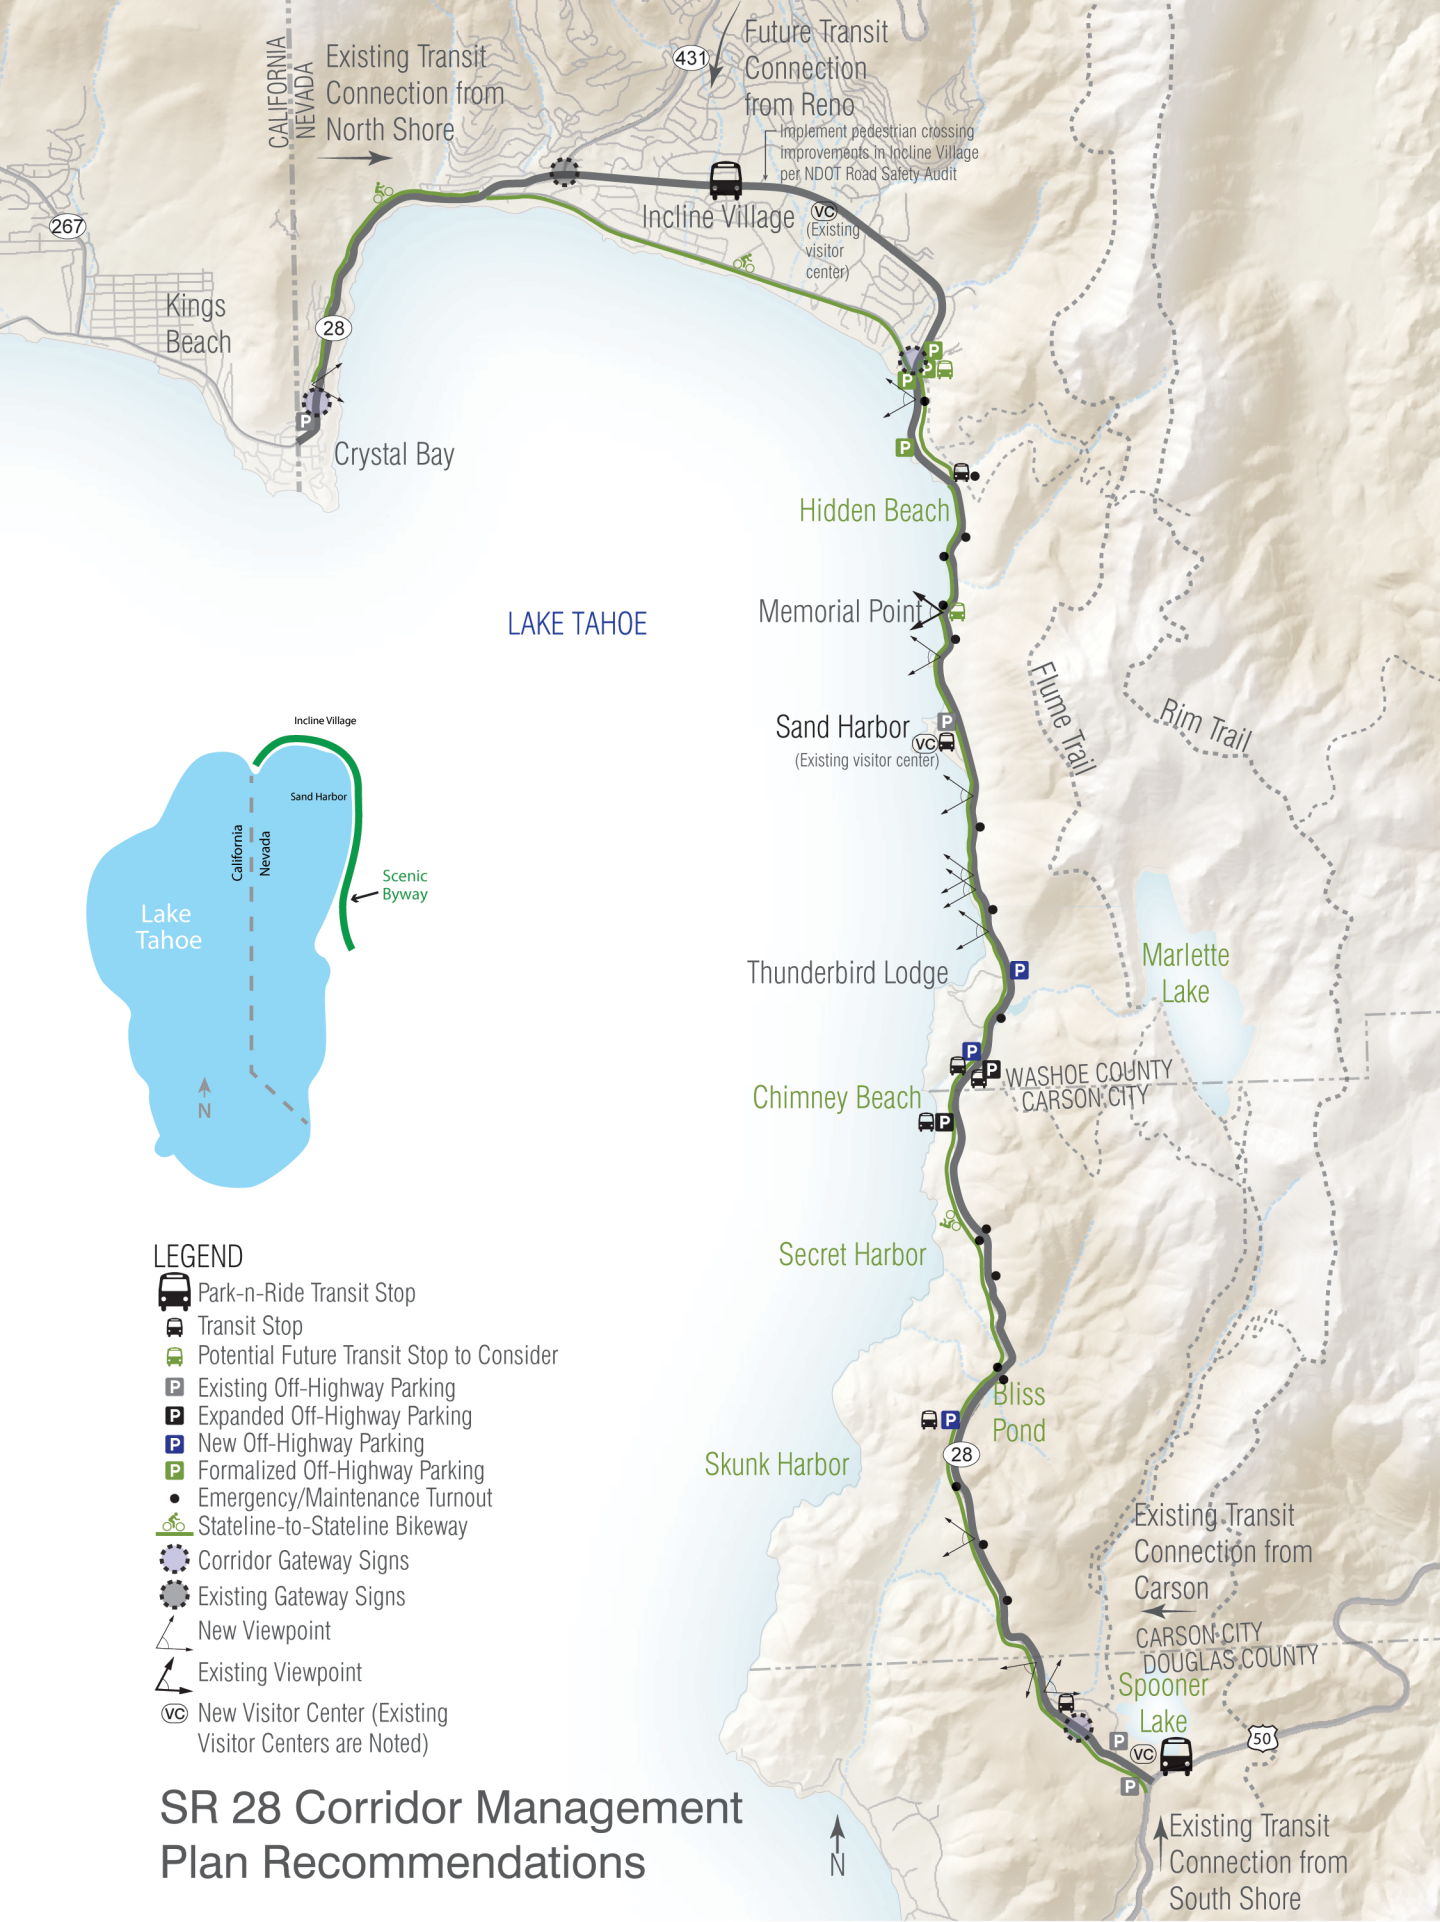 CALIFORNIA
NEVADA
Existing Transit
Connection from
North Shore
431
Future Transit
Connection
from Reno
Implement pedestrian crossing
improvements in Incline Village
per NDOT Road Safety Audit
267
Incline Village
VC
(Existing
visitor
center)
Kings
Beach
28
P
P
P
P
P
Crystal Bay
P
Hidden Beach
LAKE TAHOE
Memorial Point
Flume Trail
Rim Trail
Sand Harbor
P
VC
(Existing visitor center)
Incline Village
Sand Harbor
California
Nevada
Scenic
Byway
Lake
Tahoe
N
Thunderbird Lodge
P
Marlette
Lake
P
P
WASHOE COUNTY
CARSON CITY
Chimney Beach
P
Secret Harbor
Bliss
Pond
P
28
Skunk Harbor
LEGEND
Park-n-Ride Transit Stop
Transit Stop
Potential Future Transit Stop to Consider
P Existing Off-Highway Parking
P Expanded Off-Highway Parking
P New Off-Highway Parking
P Formalized Off-Highway Parking
Emergency/Maintenance Turnout
Stateline-to-Stateline Bikeway
Corridor Gateway Signs
Existing Gateway Signs
New Viewpoint
Existing Viewpoint
VC New Visitor Center (Existing
Visitor Centers are Noted)
Existing Transit
Connection from
Carson
CARSON CITY
DOUGLAS COUNTY
Spooner
Lake
P
VC
50
P
SR 28 Corridor Management
Plan Recommendations
N
Existing Transit
Connection from
South Shore